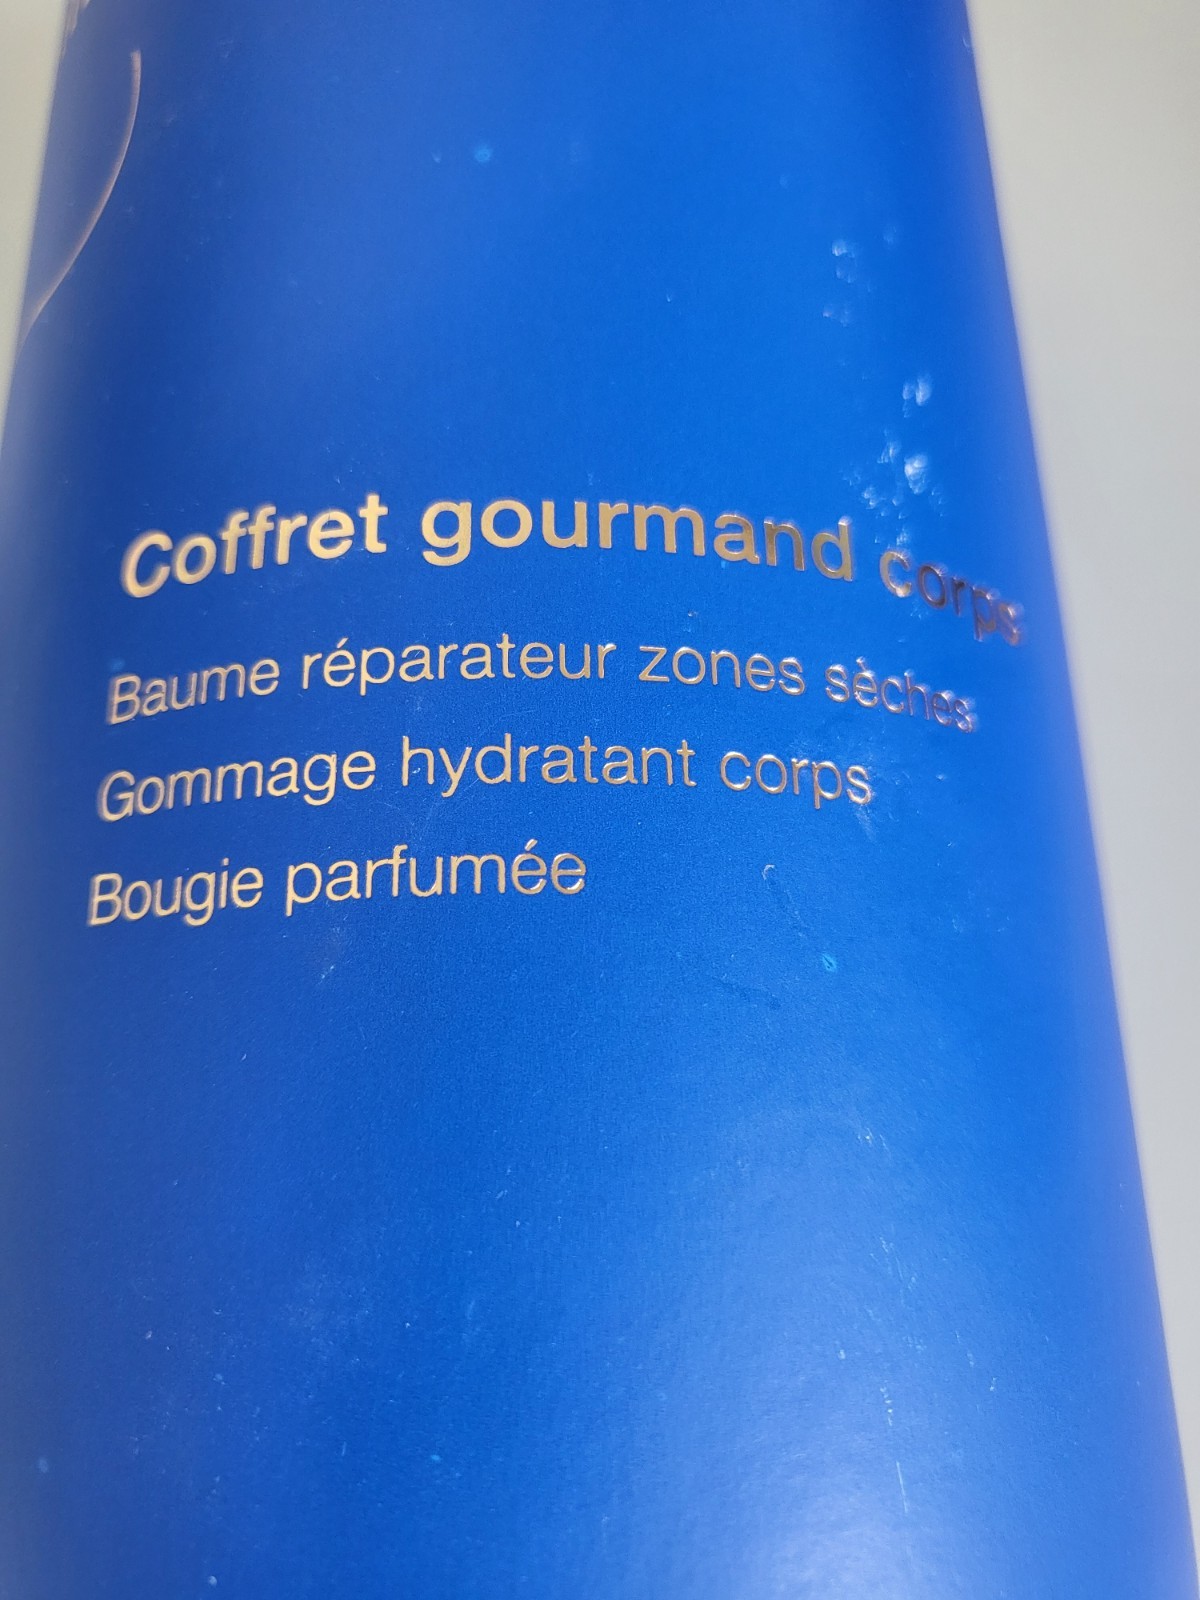 Coffret gourmand corps
Baume réparateur zones sèches
Gommage hydratant corps
Bougie parfumée